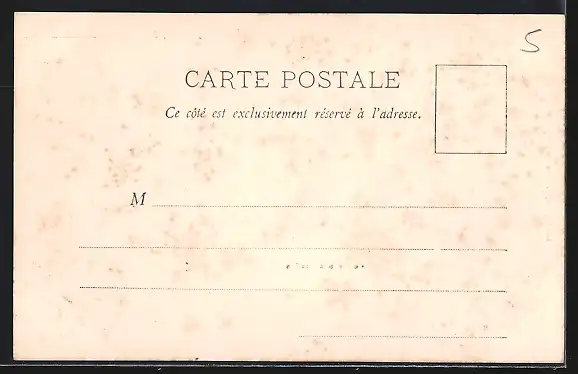 5
CARTE POSTALE
Ce côté est exclusivement réservé à l'adresse.
M